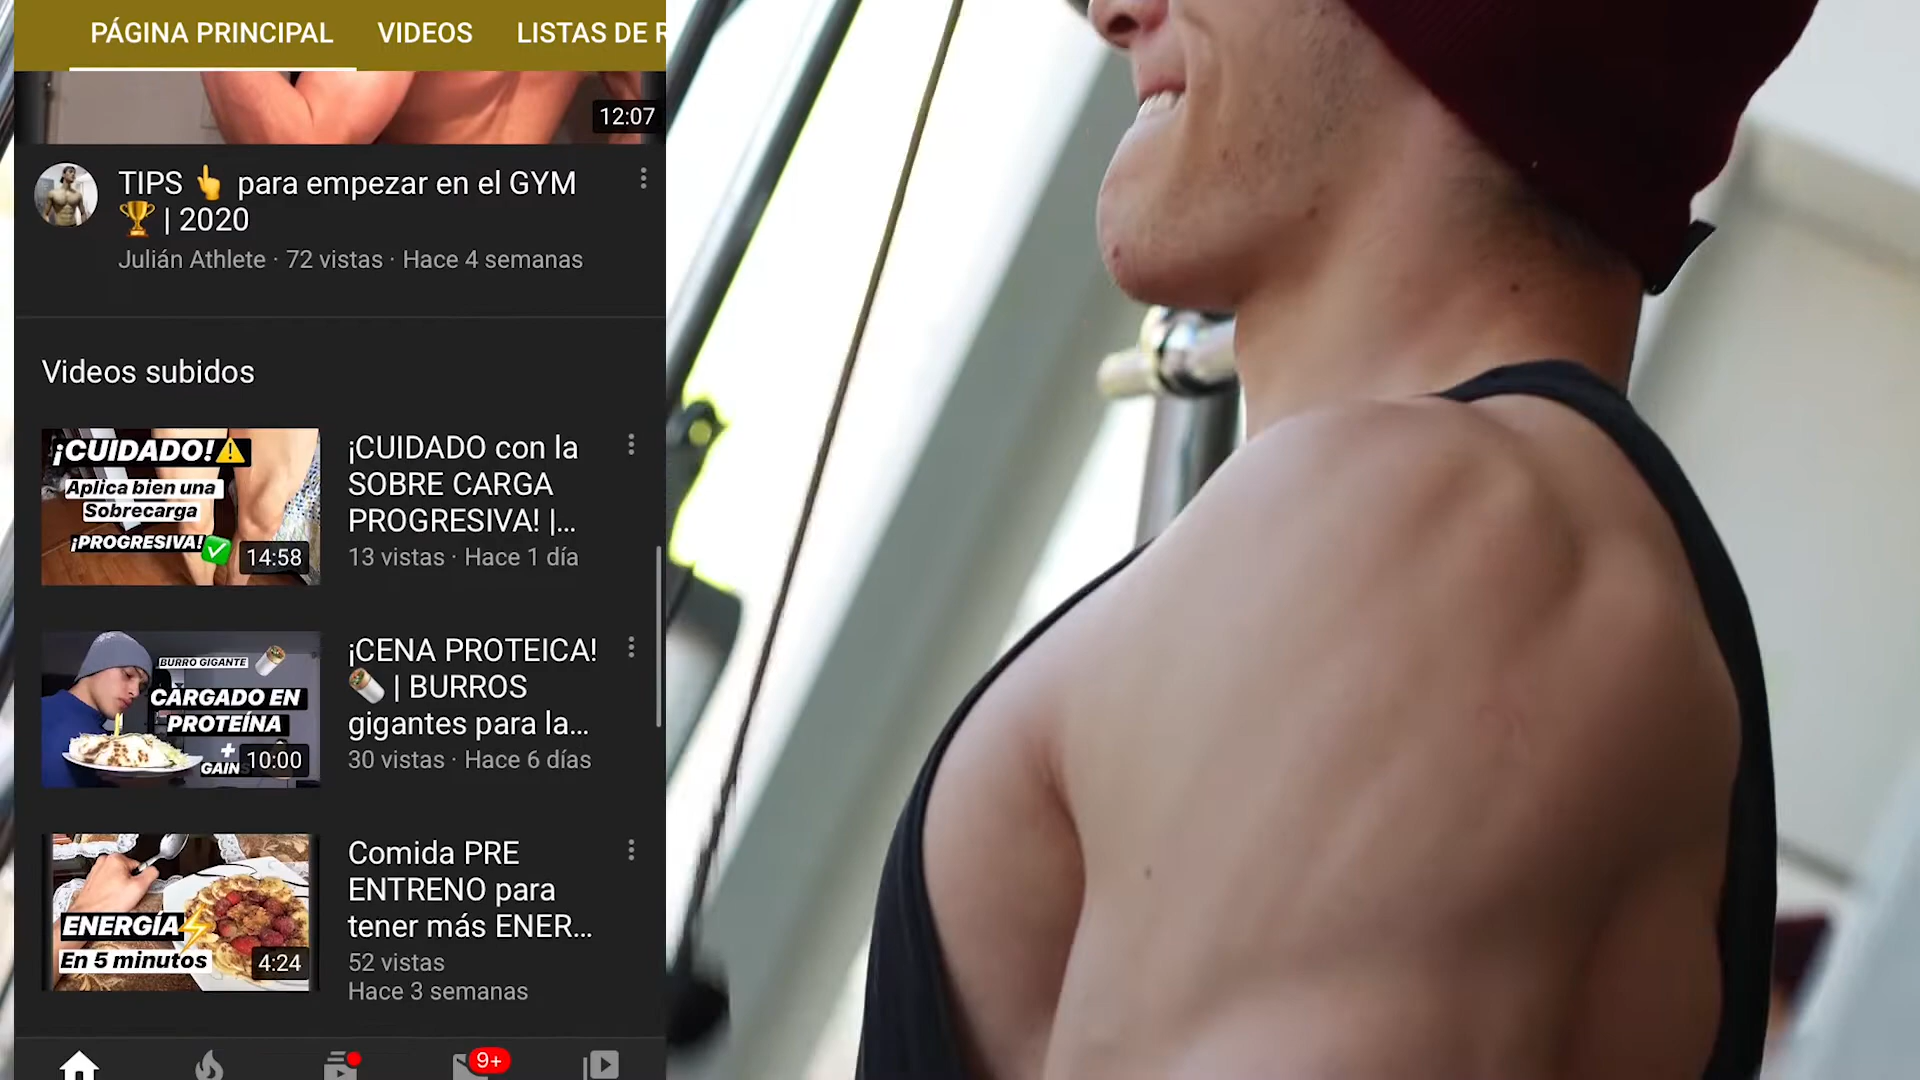 PÁGINA PRINCIPAL VIDEOS LISTAS DE R
12:07
TIPS 👆 para empezar en el GYM
🏆 | 2020
Julián Athlete · 72 vistas · Hace 4 semanas
Videos subidos
¡CUIDADO!⚠️
Aplica bien una
Sobrecarga
¡PROGRESIVA!✅
14:58
¡CUIDADO con la
SOBRE CARGA
PROGRESIVA! |...
13 vistas · Hace 1 día
BURRO GIGANTE
CARGADO EN
PROTEÍNA
+
GAINS
10:00
¡CENA PROTEICA!
🌯 | BURROS
gigantes para la...
30 vistas · Hace 6 días
ENERGÍA⚡
En 5 minutos
4:24
Comida PRE
ENTRENO para
tener más ENER...
52 vistas
Hace 3 semanas
9+